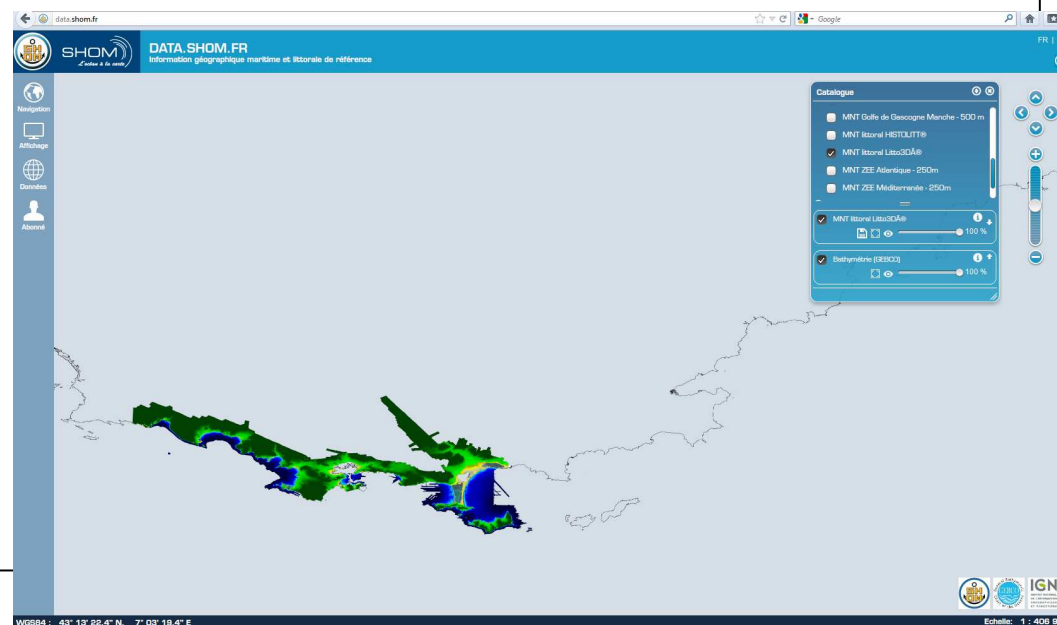 data.shom.fr
Google
SHOM
L'océan à la carte
DATA.SHOM.FR
Information géographique maritime et littorale de référence
FR |
Navigation
Affichage
Données
Abonné
Catalogue
MNT Golfe de Gascogne Manche - 500 m
MNT littoral HISTOLITT®
MNT littoral Litto3DÂ®
MNT ZEE Atlantique - 250m
MNT ZEE Méditerranée - 250m
MNT littoral Litto3DÂ®
100 %
Bathymétrie (GEBCO)
100 %
IGN
WGS84 : 43° 13' 22.4" N, 7° 03' 19.4" E
Echelle: 1 : 406 9